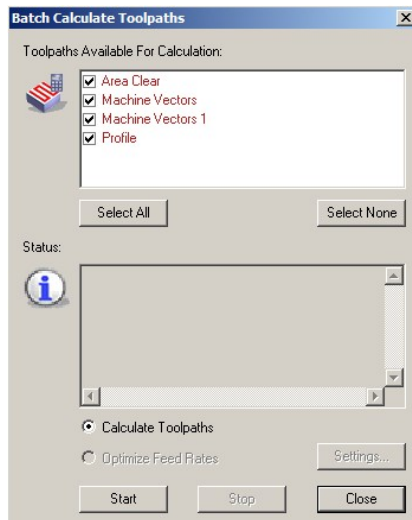 Batch Calculate Toolpaths
Toolpaths Available For Calculation:
Area Clear
Machine Vectors
Machine Vectors 1
Profile
Select All Select None
Status:
Calculate Toolpaths
Optimize Feed Rates Settings...
Start Stop Close